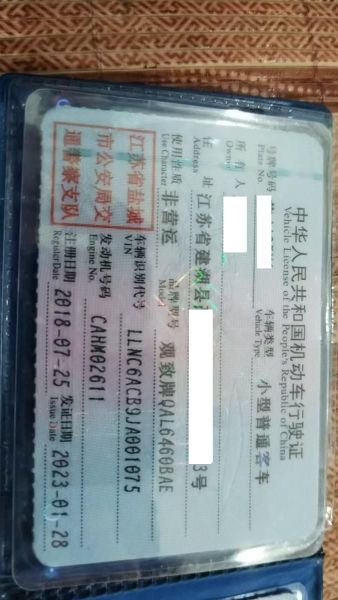 中华人民共和国机动车行驶证
Vehicle License of the People's Republic of China
号牌号码
Plate No.
车辆类型 小型普通客车
Vehicle Type
所有人
Owner
住 址 江苏省建湖县 3号
Address
使用性质 非营运 品牌型号 观致牌QAL6460BAE
Use Character Model
江苏省盐城
市公安局交
通警察支队
车辆识别代号 LLNC6ACB9JA001075
VIN
发动机号码 CAHM02611
Engine No.
注册日期 2018-07-25 发证日期 2023-01-28
Register Date Issue Date